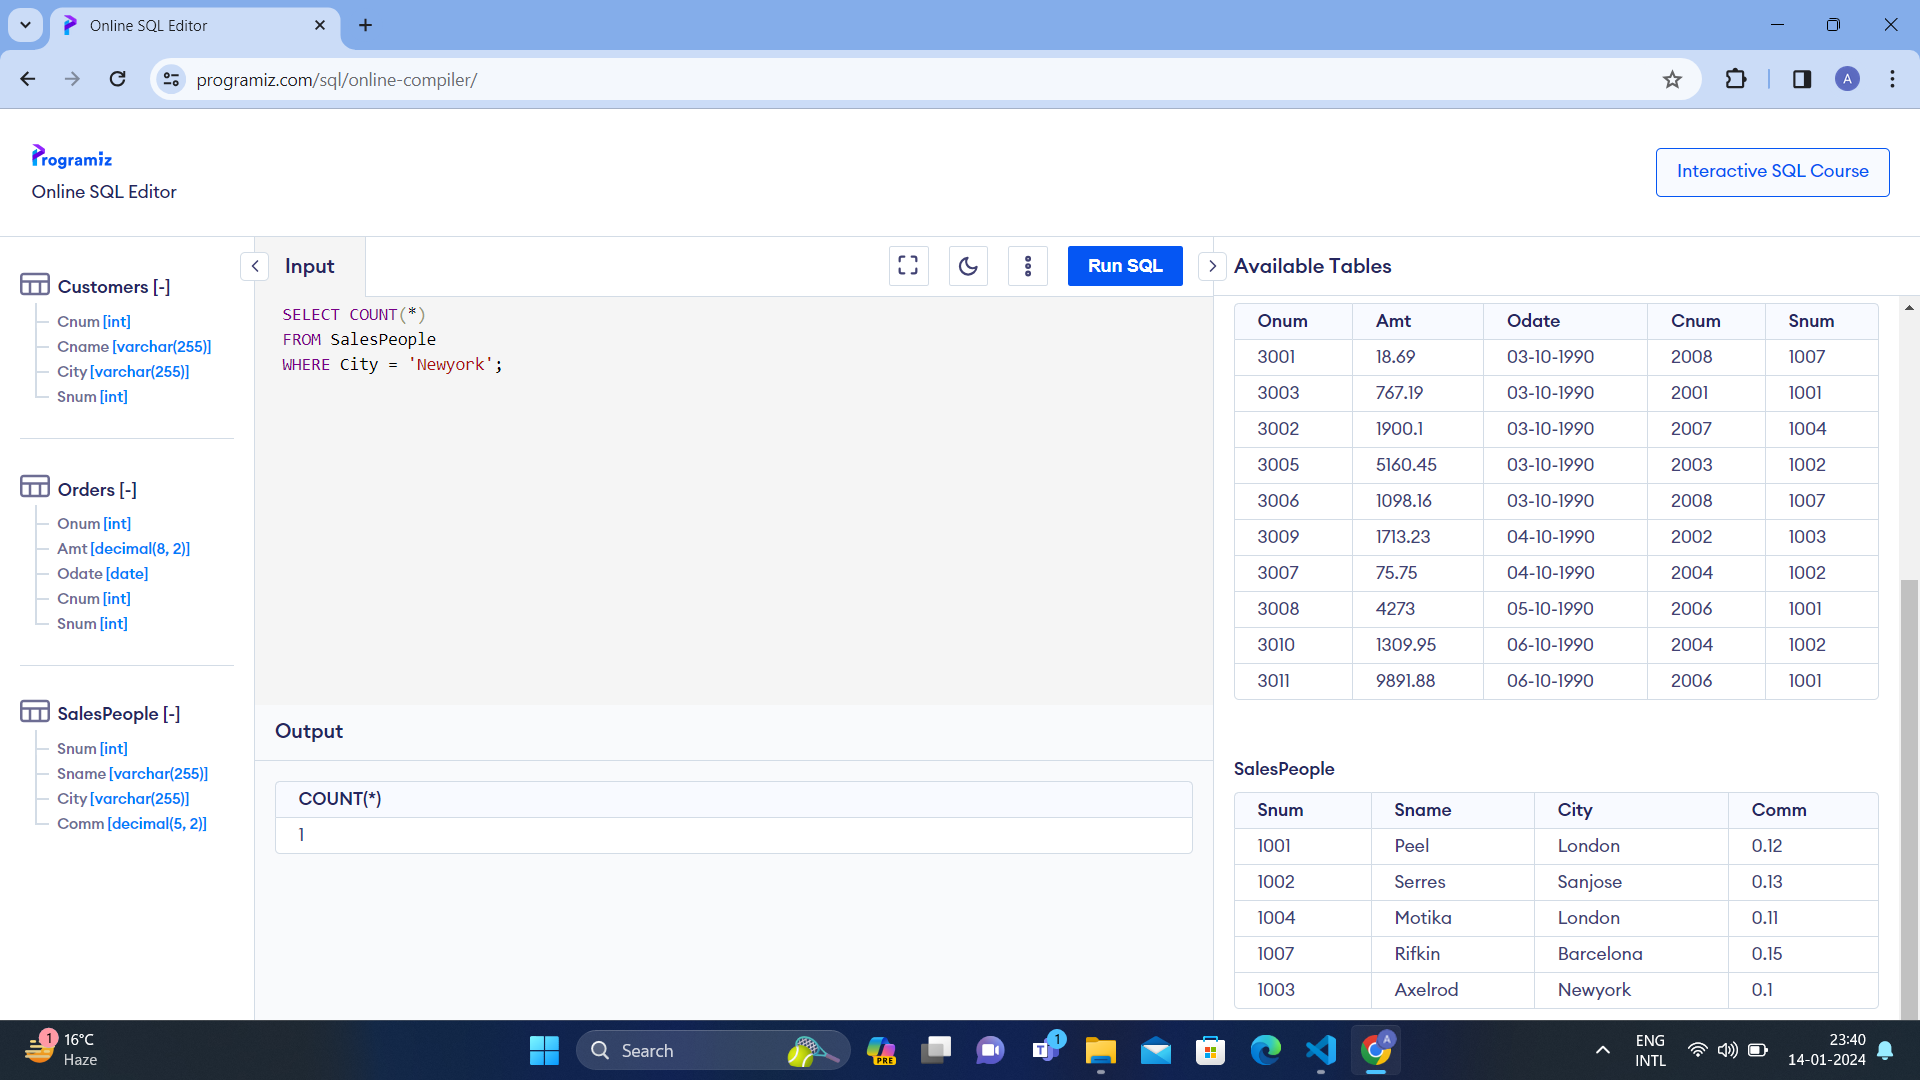 Online SQL Editor
programiz.com/sql/online-compiler/
A
Programiz
Online SQL Editor
Interactive SQL Course
Customers [-]
Cnum [int]
Cname [varchar(255)]
City [varchar(255)]
Snum [int]
Orders [-]
Onum [int]
Amt [decimal(8, 2)]
Odate [date]
Cnum [int]
Snum [int]
SalesPeople [-]
Snum [int]
Sname [varchar(255)]
City [varchar(255)]
Comm [decimal(5, 2)]
Input
Run SQL
SELECT COUNT(*)
FROM SalesPeople
WHERE City = 'Newyork';
Output
COUNT(*)
1
Available Tables
Onum Amt Odate Cnum Snum
3001 18.69 03-10-1990 2008 1007
3003 767.19 03-10-1990 2001 1001
3002 1900.1 03-10-1990 2007 1004
3005 5160.45 03-10-1990 2003 1002
3006 1098.16 03-10-1990 2008 1007
3009 1713.23 04-10-1990 2002 1003
3007 75.75 04-10-1990 2004 1002
3008 4273 05-10-1990 2006 1001
3010 1309.95 06-10-1990 2004 1002
3011 9891.88 06-10-1990 2006 1001
SalesPeople
Snum Sname City Comm
1001 Peel London 0.12
1002 Serres Sanjose 0.13
1004 Motika London 0.11
1007 Rifkin Barcelona 0.15
1003 Axelrod Newyork 0.1
1
16°C
Haze
Search
PRE
T
1
A
ENG
INTL
23:40
14-01-2024